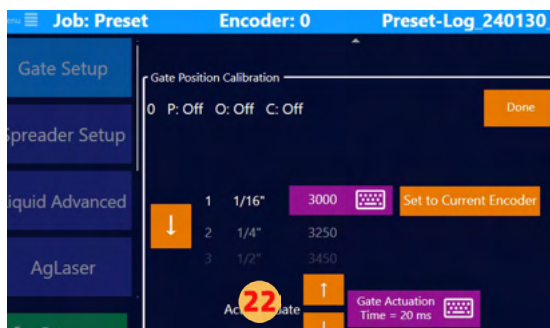 Job: Preset Encoder: 0 Preset-Log_240130_
Gate Setup
Gate Position Calibration
0 P: Off O: Off C: Off
Done
Spreader Setup
Liquid Advanced
1 1/16" 3000 Set to Current Encoder
2 1/4" 3250
3 1/2" 3450
AgLaser
22
Gate Actuation
Time = 20 ms